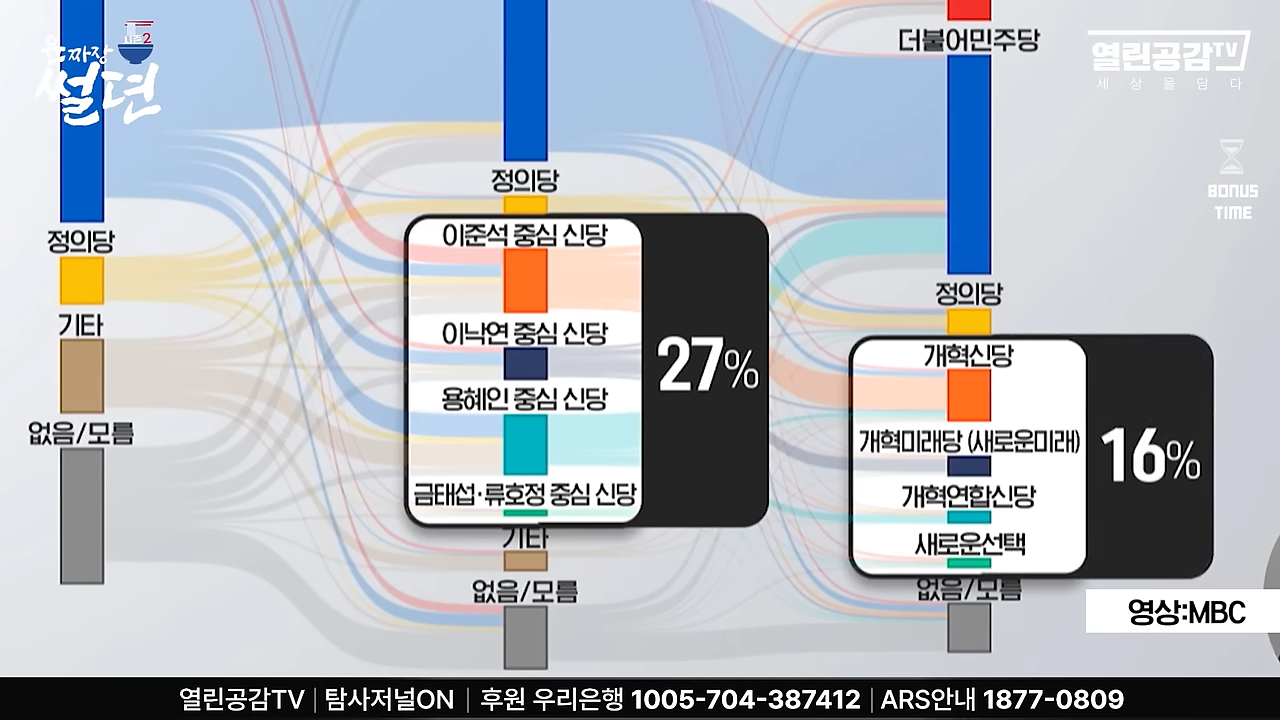 온 짜장
시즌2
썰전
더불어민주당
열린공감TV
세상을 담다
BONUS
TIME
정의당
정의당
이준석 중심 신당
기타
이낙연 중심 신당
용혜인 중심 신당
27%
없음/모름
금태섭·류호정 중심 신당
기타
없음/모름
정의당
개혁신당
개혁미래당 (새로운미래)
16%
개혁연합신당
새로운선택
없음/모름
영상:MBC
열린공감TV | 탐사저널ON | 후원 우리은행 1005-704-387412 | ARS안내 1877-0809